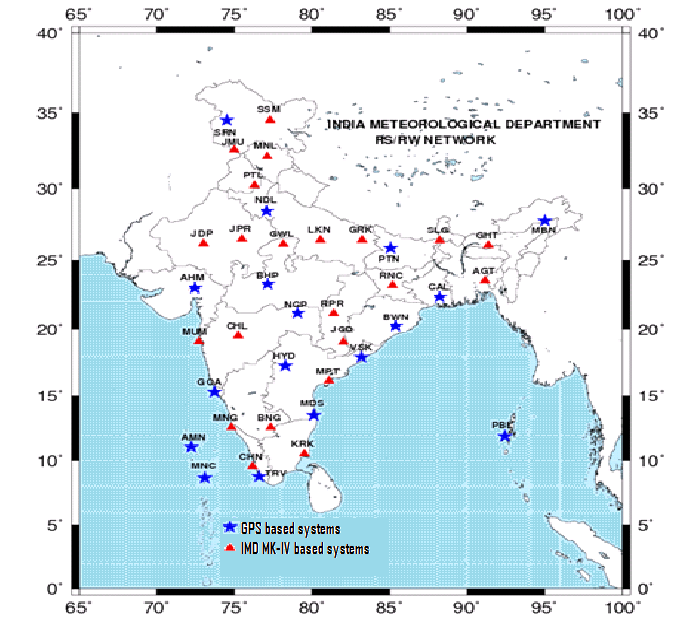 65° 70° 75° 80° 85° 90° 95° 100°
40° 40°
SSM
35° 35°
INDIA METEOROLOGICAL DEPARTMENT
SRN
RS/RW NETWORK
JMU MNL
PTL
30° 30°
NDL
JDP JPR GWL LKN GRK SLG GHT MBN
PTN
25° 25°
AHM BHP RNC CAL AGT
NGP RPR
BWN
20° 20°
MUM CHL JGD
VSK
HYD
MPT
GOA
15° 15°
MDS
MNG BNG PBL
AMN
KRK
10° 10°
CHN
MNC TRV
5° 5°
GPS based systems
IMD MK-IV based systems
0° 0°
65° 70° 75° 80° 85° 90° 95° 100°